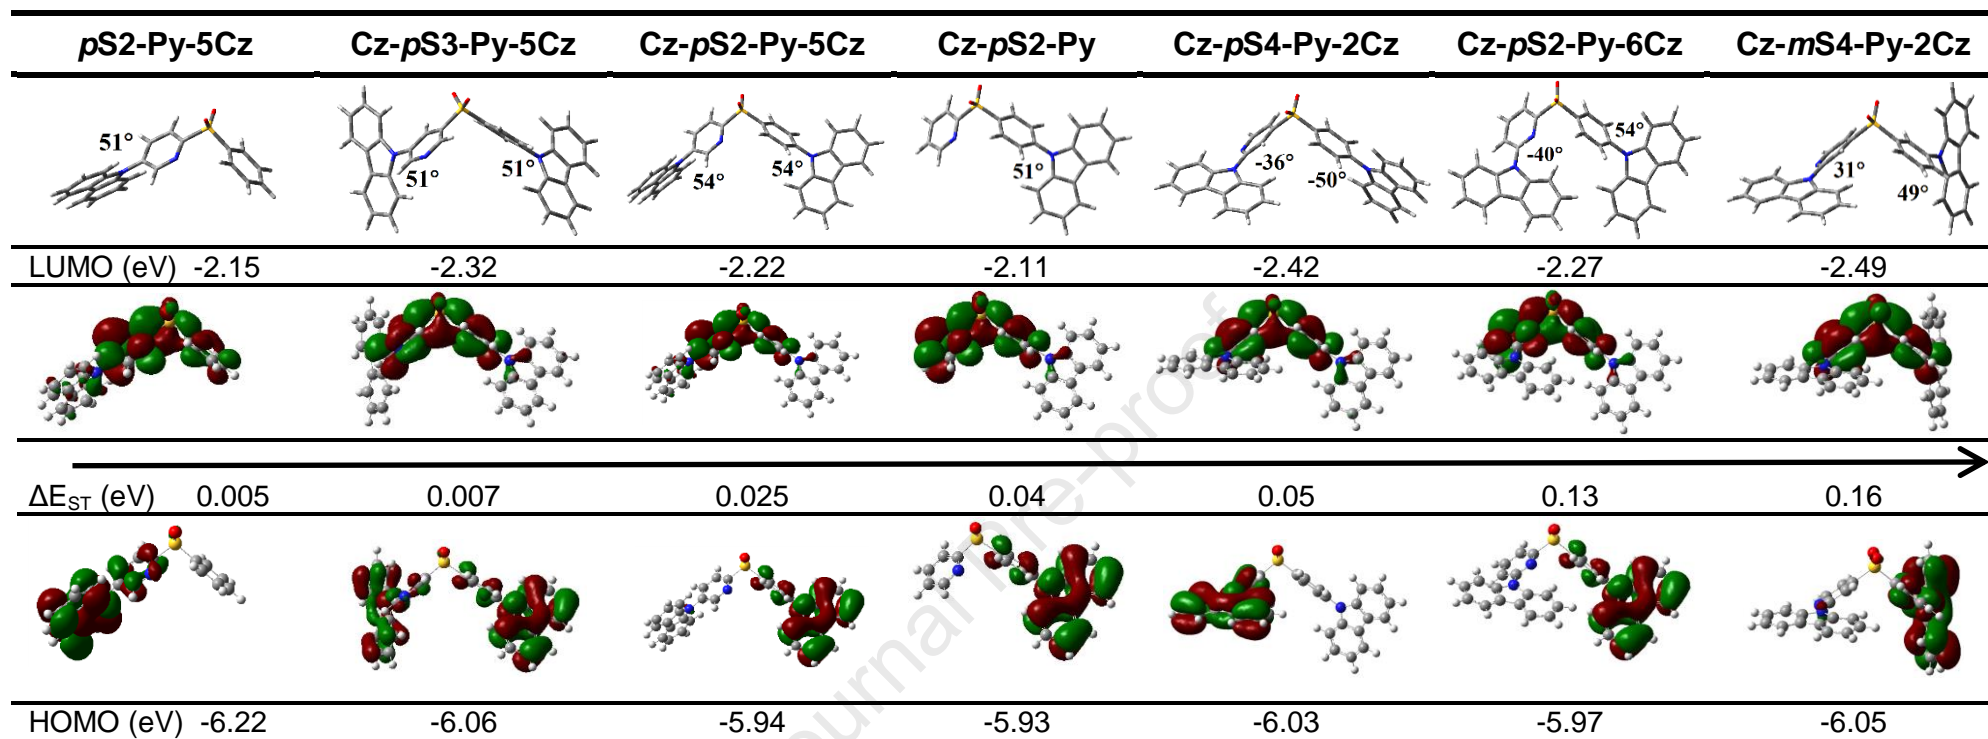 pS2-Py-5Cz Cz-pS3-Py-5Cz Cz-pS2-Py-5Cz Cz-pS2-Py Cz-pS4-Py-2Cz Cz-pS2-Py-6Cz Cz-mS4-Py-2Cz
51°
51° 51°
54° 54°
51°
-36° -50°
-40° 54°
31° 49°
LUMO (eV) -2.15 -2.32 -2.22 -2.11 -2.42 -2.27 -2.49
ΔEST (eV) 0.005 0.007 0.025 0.04 0.05 0.13 0.16
HOMO (eV) -6.22 -6.06 -5.94 -5.93 -6.03 -5.97 -6.05
Journal Pre-proof